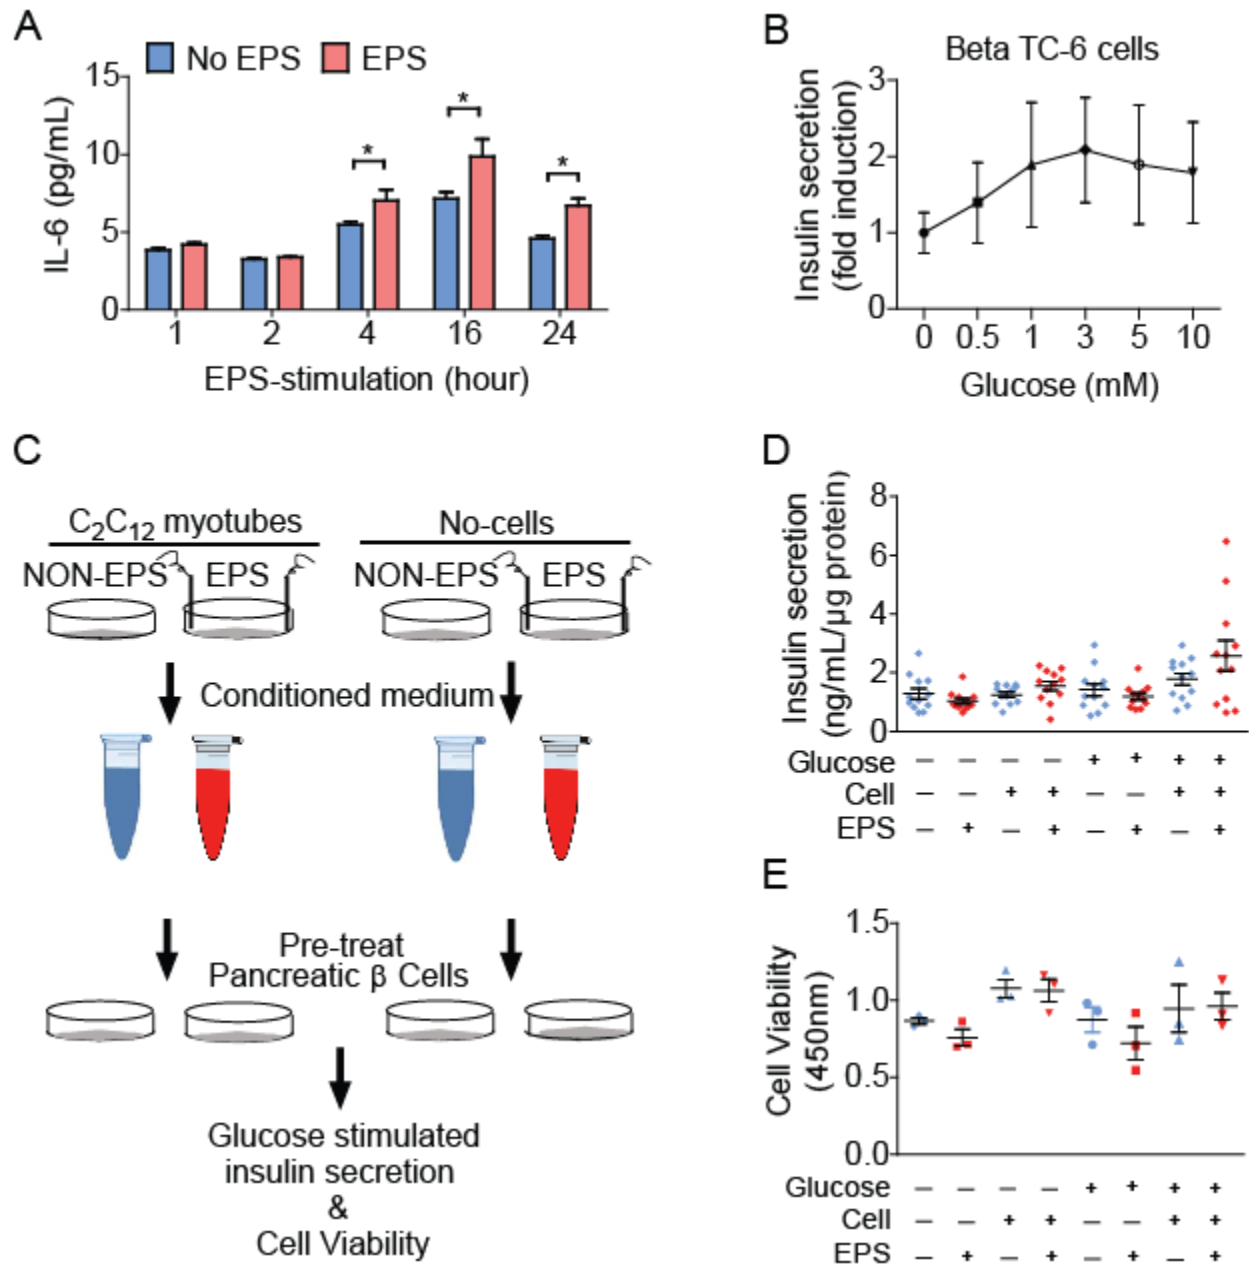 A
No EPS EPS
15
10
5
0
IL-6 (pg/mL)
* * *
1 2 4 16 24
EPS-stimulation (hour)
B
Beta TC-6 cells
3
2
1
0
Insulin secretion
(fold induction)
0 0.5 1 3 5 10
Glucose (mM)
C
C2C12 myotubes No-cells
NON-EPS EPS NON-EPS EPS
Conditioned medium
Pre-treat
Pancreatic β Cells
Glucose stimulated
insulin secretion
&
Cell Viability
D
8
6
4
2
0
Insulin secretion
(ng/mL/µg protein)
Glucose — — — — + + + +
Cell — — + + — — + +
EPS — + — + — + — +
E
1.5
1.0
0.5
0.0
Cell Viability
(450nm)
Glucose — — — — + + + +
Cell — — + + — — + +
EPS — + — + — + — +